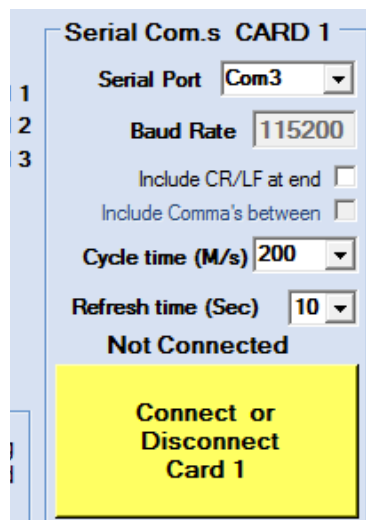 Serial Com.s CARD 1
Serial Port Com3
1
Baud Rate 115200
2
3
Include CR/LF at end
Include Comma's between
Cycle time (M/s) 200
Refresh time (Sec) 10
Not Connected
Connect or
Disconnect
Card 1